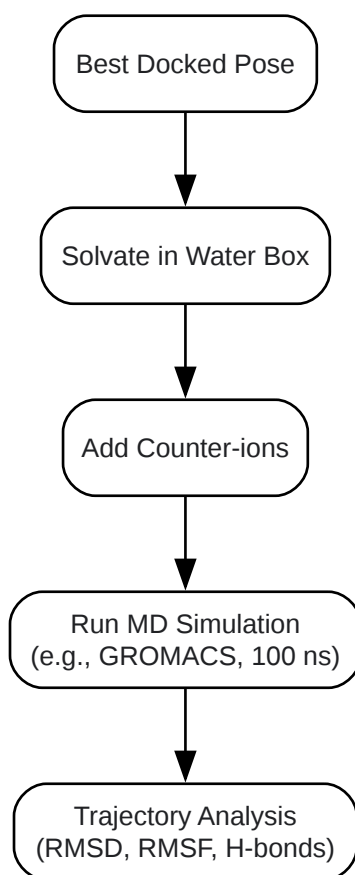 Best Docked Pose
Solvate in Water Box
Add Counter-ions
Run MD Simulation
(e.g., GROMACS, 100 ns)
Trajectory Analysis
(RMSD, RMSF, H-bonds)